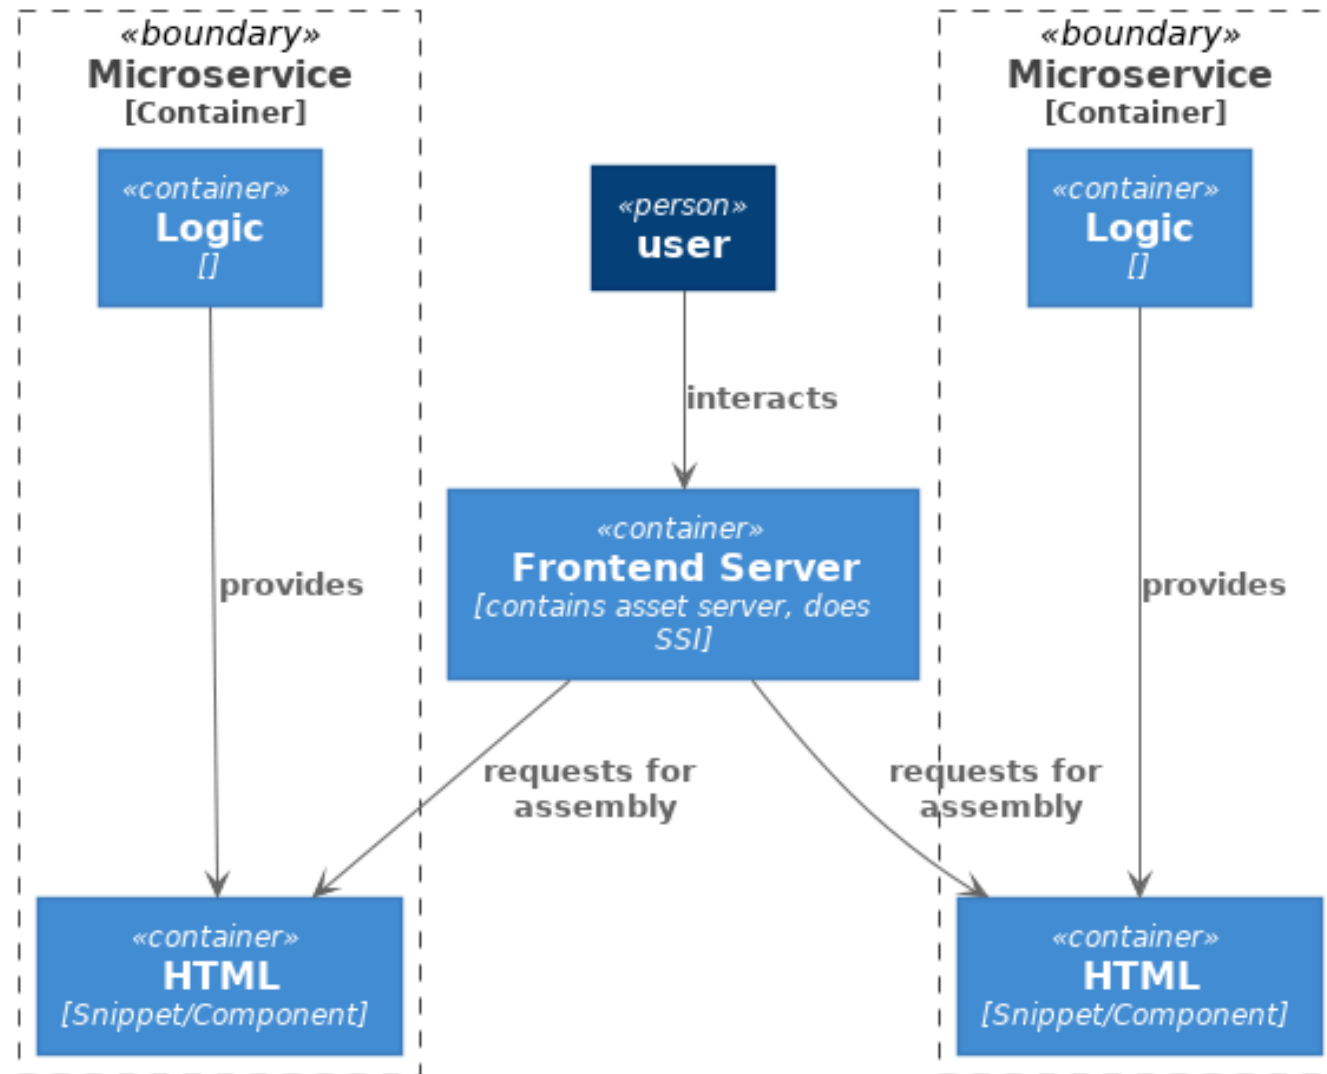 «boundary»
Microservice
[Container]
«container»
Logic
[]
provides
«container»
HTML
[Snippet/Component]
«person»
user
interacts
«container»
Frontend Server
[contains asset server, does
SSI]
requests for
assembly
requests for
assembly
«boundary»
Microservice
[Container]
«container»
Logic
[]
provides
«container»
HTML
[Snippet/Component]